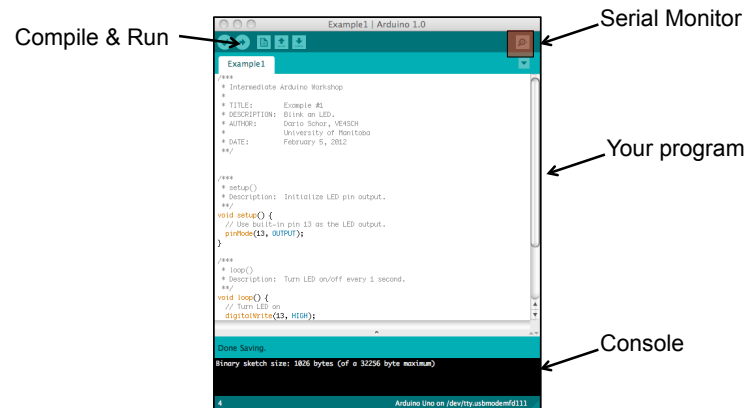 Example1 | Arduino 1.0
Serial Monitor
Compile & Run
Example1
/***
* Intermediate Arduino Workshop
*
* TITLE: Example #1
* DESCRIPTION: Blink an LED.
* AUTHOR: Dario Schor, VE4SCH
* University of Manitoba
* DATE: February 5, 2012
**/
Your program
/***
* setup()
* Description: Initialize LED pin output.
**/
void setup() {
// Use built-in pin 13 as the LED output.
pinMode(13, OUTPUT);
}
/***
* loop()
* Description: Turn LED on/off every 1 second.
**/
void loop() {
// Turn LED on
digitalWrite(13, HIGH);
Done Saving.
Console
Binary sketch size: 1026 bytes (of a 32256 byte maximum)
4 Arduino Uno on /dev/tty.usbmodemfd111